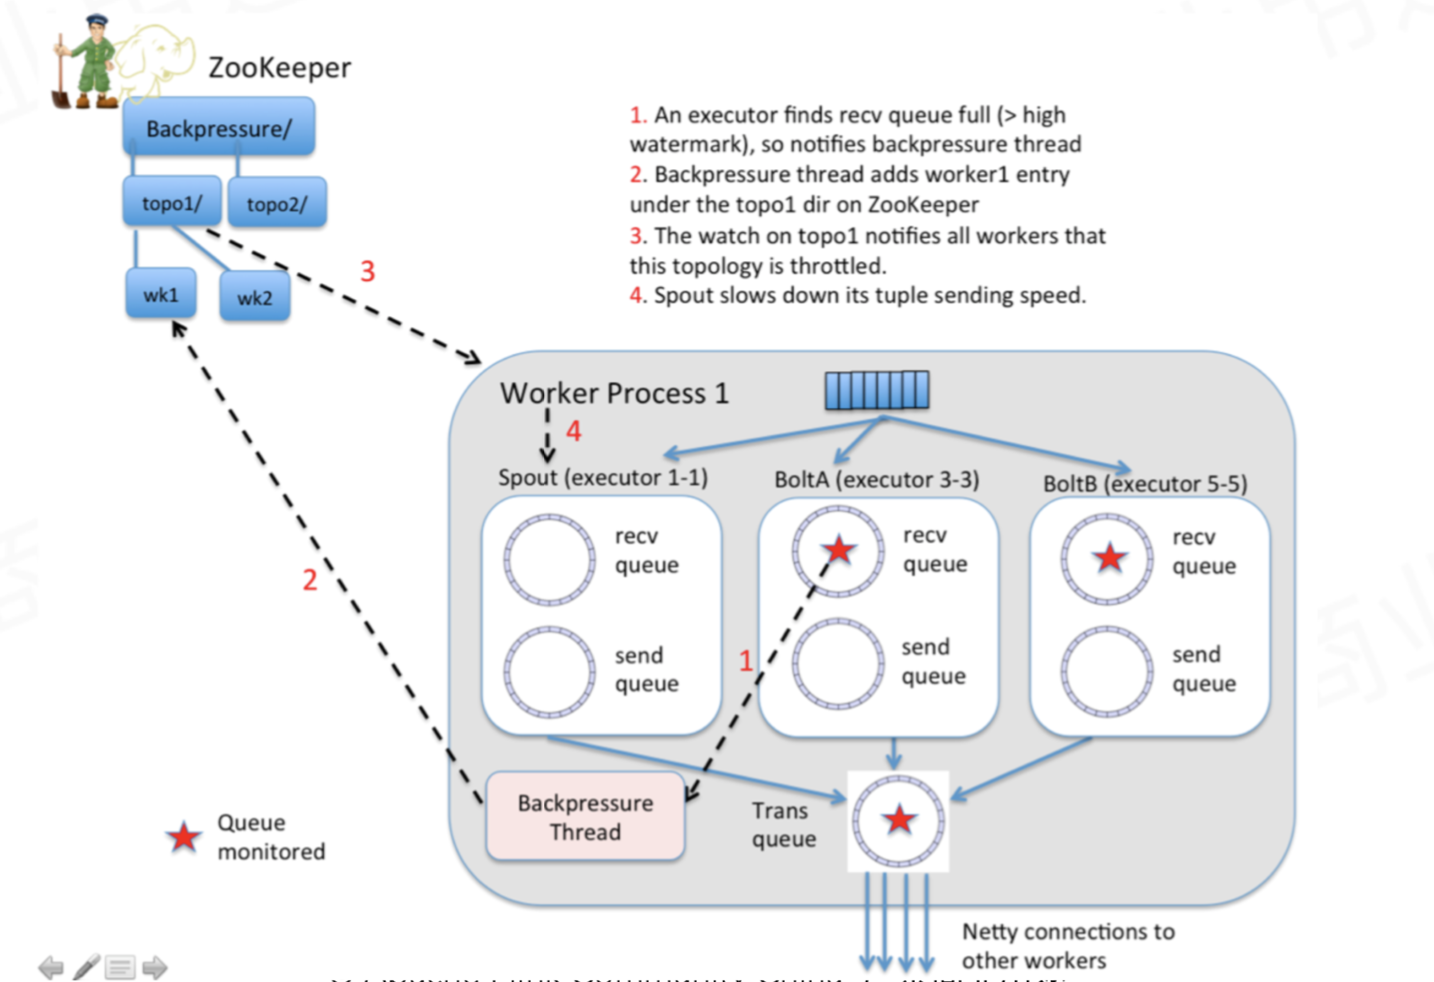 ZooKeeper
Backpressure/
topo1/
topo2/
wk1
wk2
1. An executor finds recv queue full (> high
watermark), so notifies backpressure thread
2. Backpressure thread adds worker1 entry
under the topo1 dir on ZooKeeper
3. The watch on topo1 notifies all workers that
this topology is throttled.
4. Spout slows down its tuple sending speed.
3
2
Worker Process 1
4
Spout (executor 1-1)
BoltA (executor 3-3)
BoltB (executor 5-5)
recv
queue
send
queue
recv
queue
send
queue
recv
queue
send
queue
1
Backpressure
Thread
Trans
queue
Queue
monitored
Netty connections to
other workers